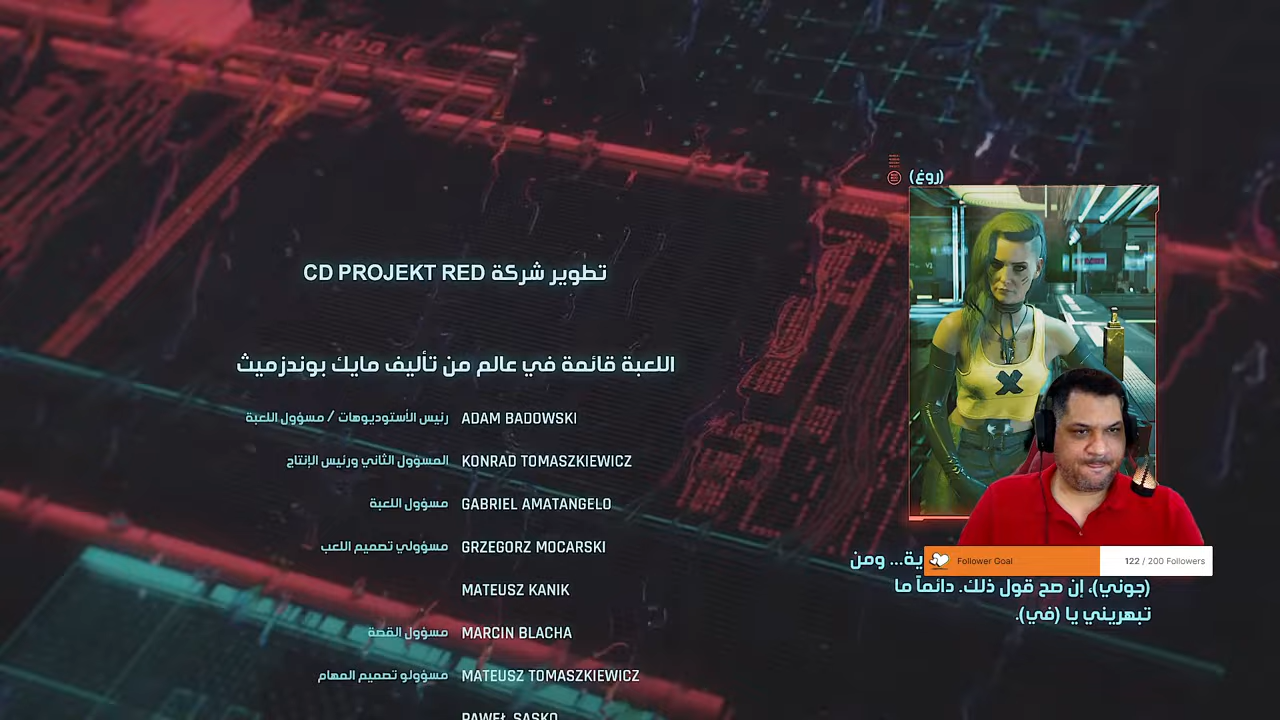 (روغ)
تطوير شركة CD PROJEKT RED
اللعبة قائمة في عالم من تأليف مايك بوندزميث
رئيس الأستوديوهات / مسؤول اللعبة ADAM BADOWSKI
المسؤول الثاني ورئيس الإنتاج KONRAD TOMASZKIEWICZ
مسؤول اللعبة GABRIEL AMATANGELO
مسؤولي تصميم اللعب GRZEGORZ MOCARSKI
MATEUSZ KANIK
مسؤول القصة MARCIN BLACHA
مسؤولو تصميم المهام MATEUSZ TOMASZKIEWICZ
PAWEŁ SASKO
ية... ومن
(جوني)، إن صح قول ذلك. دائماً ما
تبهريني يا (في).
Follower Goal
122 / 200 Followers